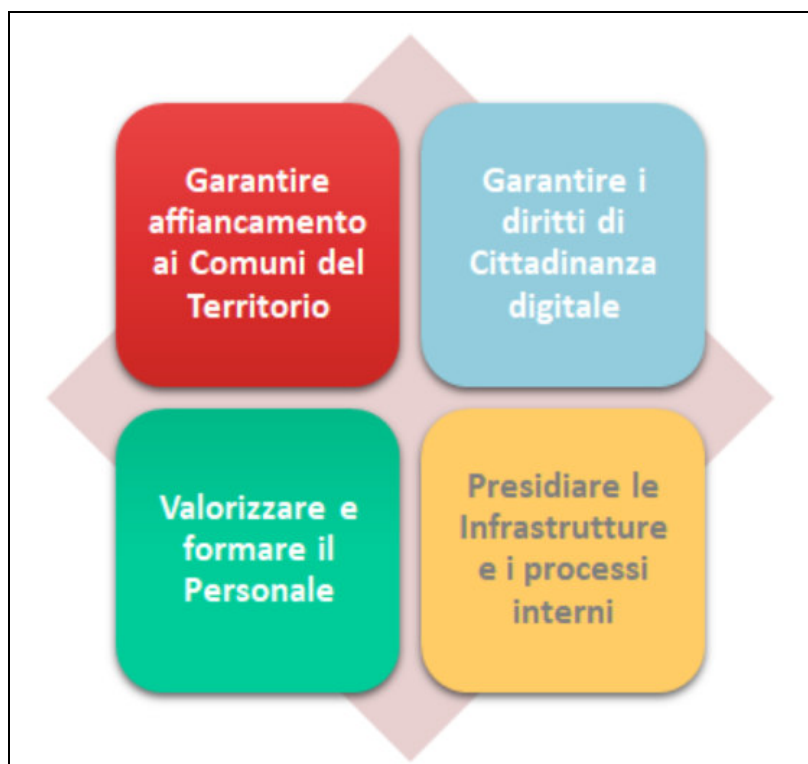 Garantire
affiancamento
ai Comuni del
Territorio
Garantire i
diritti di
Cittadinanza
digitale
Valorizzare e
formare il
Personale
Presidiare le
Infrastrutture
e i processi
interni